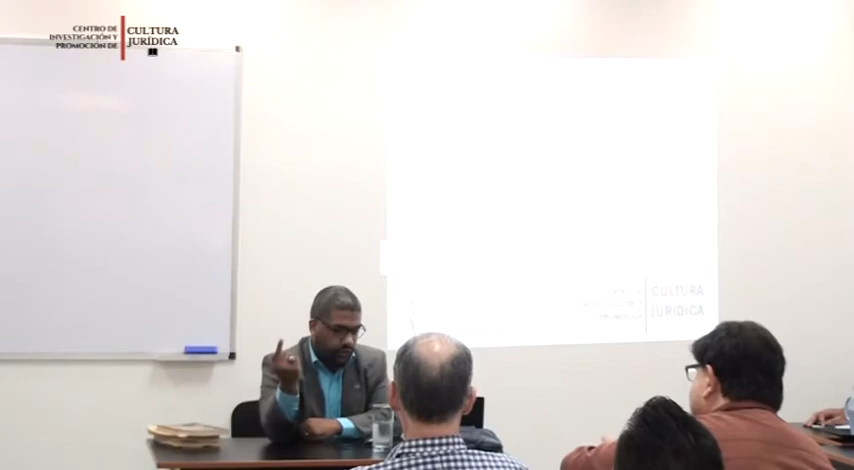 CENTRO DE
INVESTIGACIÓN Y
PROMOCIÓN DE
CULTURA
JURÍDICA
CULTURA
JURÍDICA